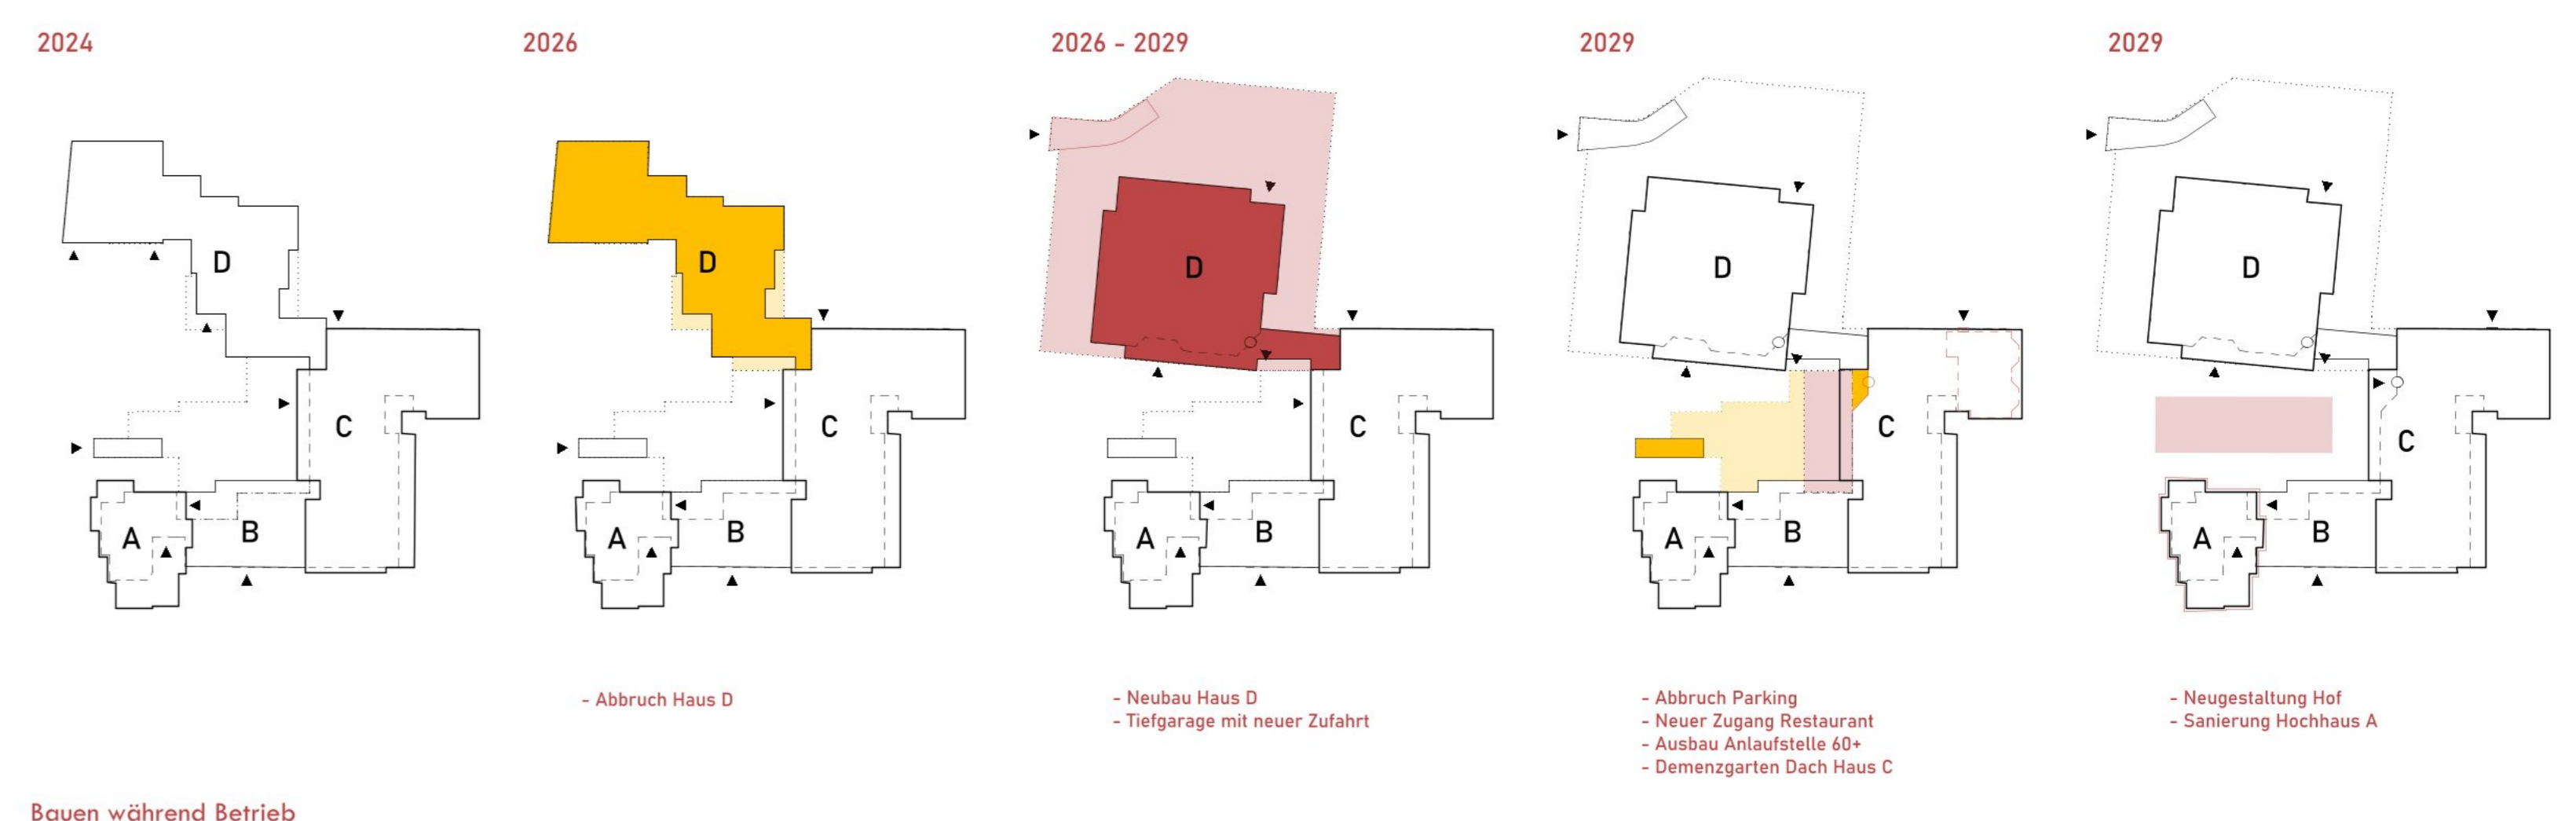 2024
2026
2026 - 2029
2029
2029
D
C
A
B
D
C
A
B
D
C
A
B
D
C
A
B
D
C
A
B
- Abbruch Haus D
- Neubau Haus D
- Tiefgarage mit neuer Zufahrt
- Abbruch Parking
- Neuer Zugang Restaurant
- Ausbau Anlaufstelle 60+
- Demenzgarten Dach Haus C
- Neugestaltung Hof
- Sanierung Hochhaus A
Bauen während Betrieb